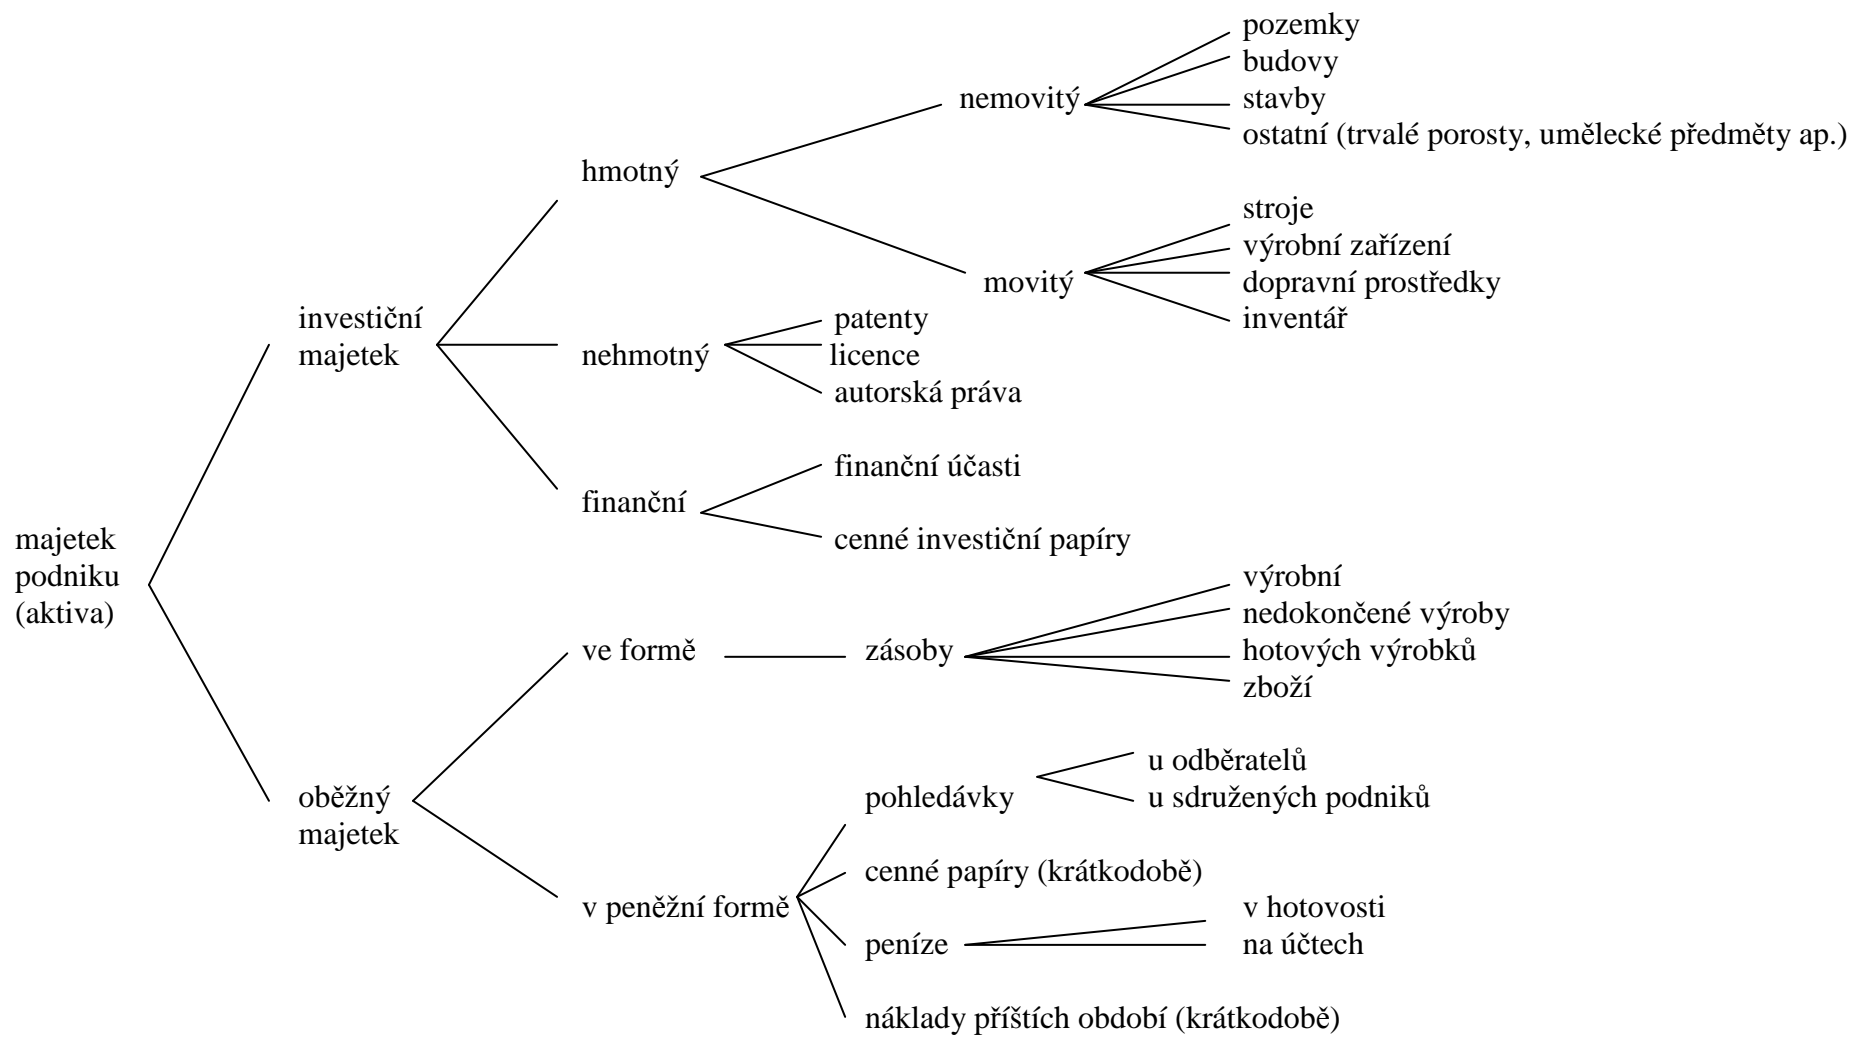 pozemky
budovy
nemovitý
stavby
ostatní (trvalé porosty, umělecké předměty ap.)
hmotný
stroje
výrobní zařízení
movitý
dopravní prostředky
inventář
investiční
majetek
nehmotný
patenty
licence
autorská práva
finanční účasti
finanční
cenné investiční papíry
majetek
podniku
(aktiva)
výrobní
nedokončené výroby
ve formě
zásoby
hotových výrobků
zboží
u odběratelů
oběžný
majetek
pohledávky
u sdružených podniků
cenné papíry (krátkodobě)
v peněžní formě
v hotovosti
peníze
na účtech
náklady příštích období (krátkodobě)